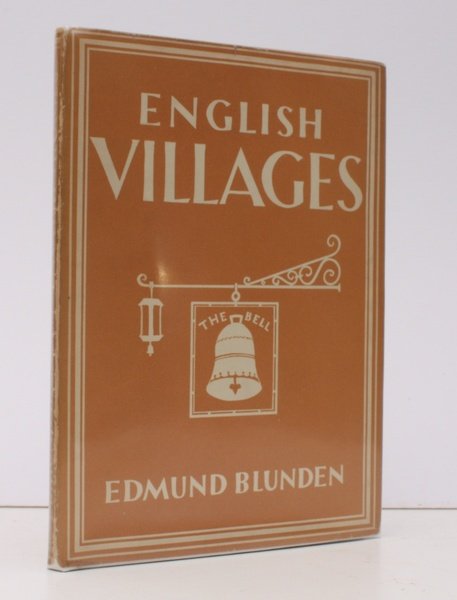 ENGLISH
VILLAGES
THE BELL
EDMUND BLUNDEN